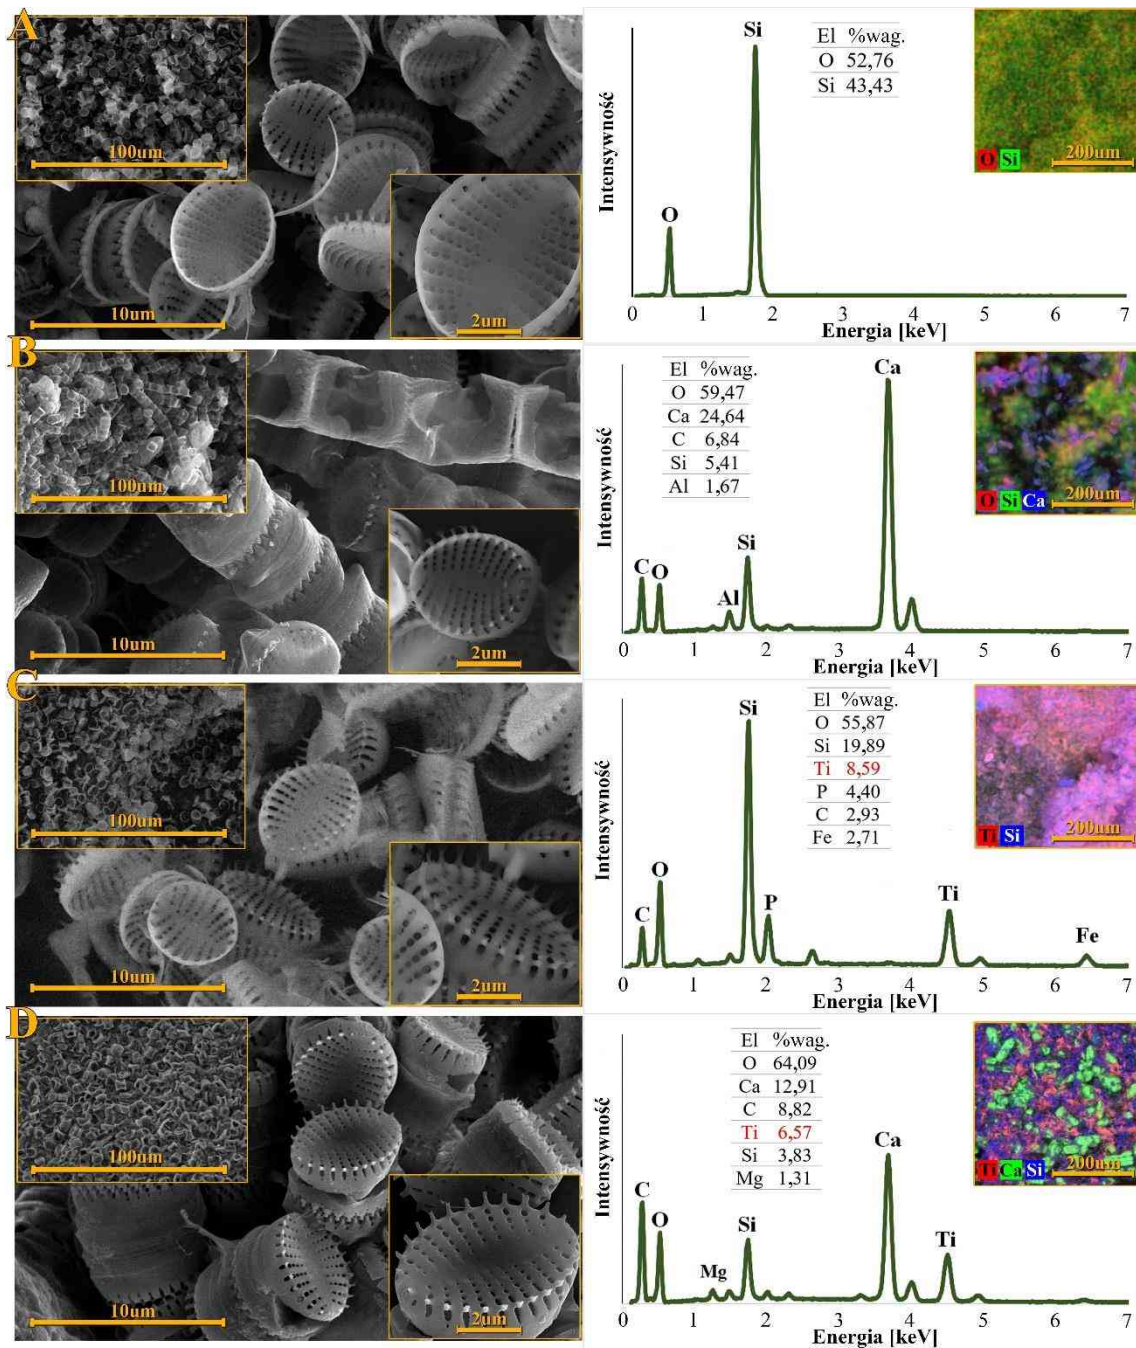 A
100um
10um
2um
Intensywność
Si
O
El %wag.
O 52,76
Si 43,43
O Si
200um
0 1 2 3 4 5 6 7
Energia [keV]
B
100um
10um
2um
Intensywność
C
O
Al
Si
Ca
El %wag.
O 59,47
Ca 24,64
C 6,84
Si 5,41
Al 1,67
O Si Ca
200um
0 1 2 3 4 5 6 7
Energia [keV]
C
100um
10um
2um
Intensywność
C
O
Si
P
Ti
Fe
El %wag.
O 55,87
Si 19,89
Ti 8,59
P 4,40
C 2,93
Fe 2,71
Ti Si
200um
0 1 2 3 4 5 6 7
Energia [keV]
D
100um
10um
2um
Intensywność
C
O
Mg
Si
Ca
Ti
El %wag.
O 64,09
Ca 12,91
C 8,82
Ti 6,57
Si 3,83
Mg 1,31
Ti Ca Si
200um
0 1 2 3 4 5 6 7
Energia [keV]